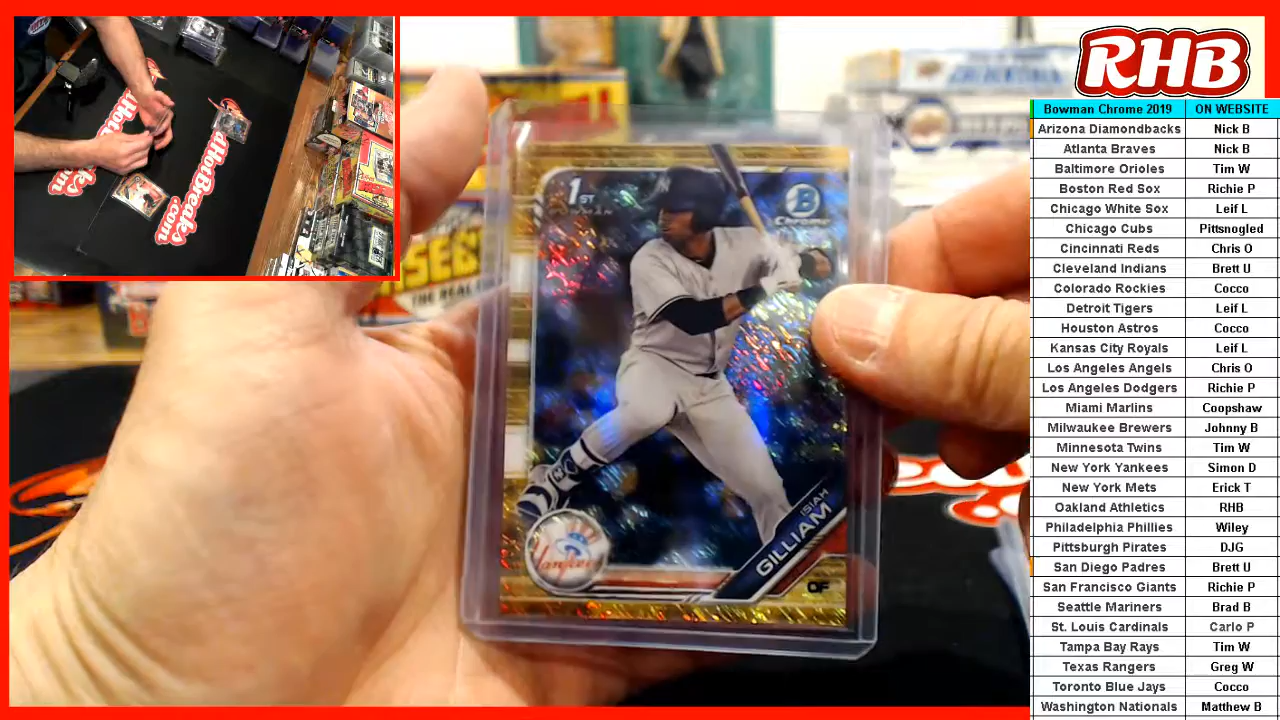 RHB
Bowman Chrome 2019 ON WEBSITE
Arizona Diamondbacks Nick B
Atlanta Braves Nick B
Baltimore Orioles Tim W
Boston Red Sox Richie P
Chicago White Sox Leif L
Chicago Cubs Pittsnogled
Cincinnati Reds Chris O
Cleveland Indians Brett U
Colorado Rockies Cocco
Detroit Tigers Leif L
Houston Astros Cocco
Kansas City Royals Leif L
Los Angeles Angels Chris O
Los Angeles Dodgers Richie P
Miami Marlins Coopshaw
Milwaukee Brewers Johnny B
Minnesota Twins Tim W
New York Yankees Simon D
New York Mets Erick T
Oakland Athletics RHB
Philadelphia Phillies Wiley
Pittsburgh Pirates DJG
San Diego Padres Brett U
San Francisco Giants Richie P
Seattle Mariners Brad B
St. Louis Cardinals Carlo P
Tampa Bay Rays Tim W
Texas Rangers Greg W
Toronto Blue Jays Cocco
Washington Nationals Matthew B
1ST
BOWMAN
B
Chrome
ISIAH
GILLIAM
OF
Yankees
THE REAL
dHotBreaks
.com